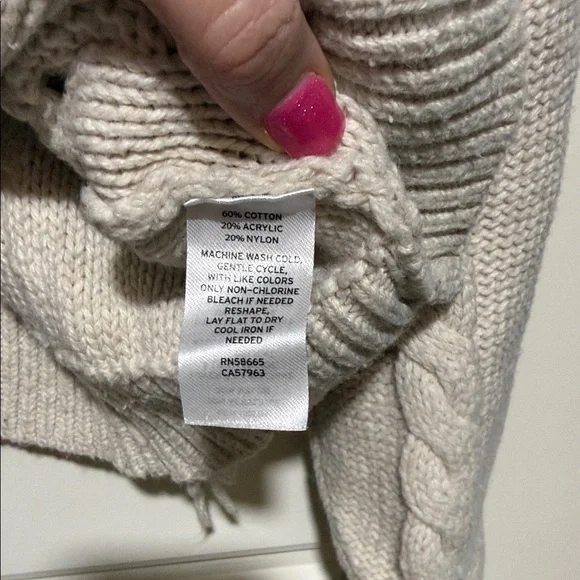 60% COTTON
20% ACRYLIC
20% NYLON
MACHINE WASH COLD,
GENTLE CYCLE,
WITH LIKE COLORS
ONLY NON-CHLORINE
BLEACH IF NEEDED
RESHAPE,
LAY FLAT TO DRY
COOL IRON IF
NEEDED
RN58665
CA57963